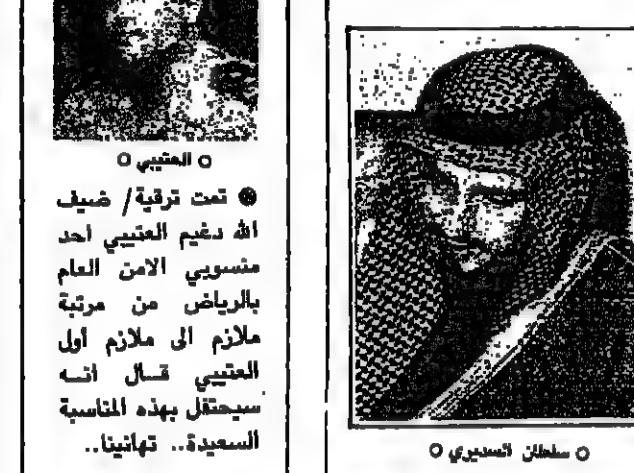 ○ العتيبي ○
● تمت ترقية/ ضيف
الله دغيم العتيبي احد
منسوبي الامن العام
بالرياض من مرتبة
ملازم الى ملازم أول
العتيبي قال انه
سيحتفل بهذه المناسبة
السعيدة.. تهانينا..
○ سلطان السديري ○